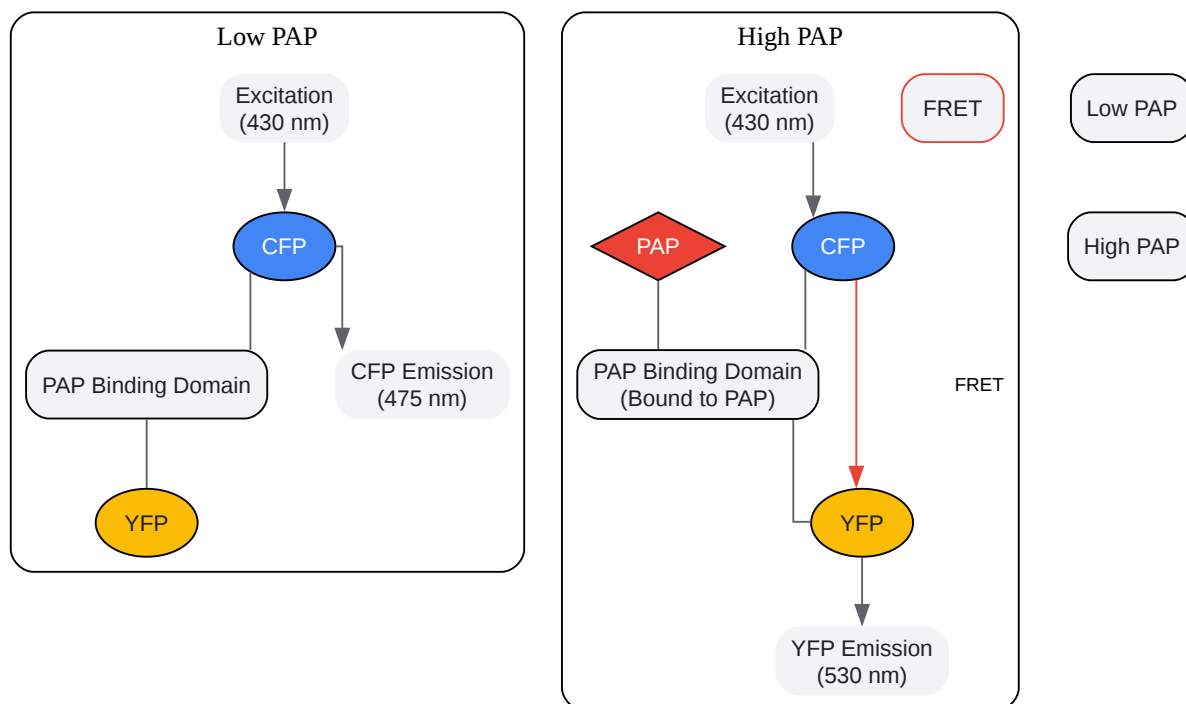 Low PAP
Excitation
(430 nm)
CFP
PAP Binding Domain
CFP Emission
(475 nm)
YFP
High PAP
Excitation
(430 nm)
FRET
PAP
CFP
PAP Binding Domain
(Bound to PAP)
FRET
YFP
YFP Emission
(530 nm)
Low PAP
High PAP